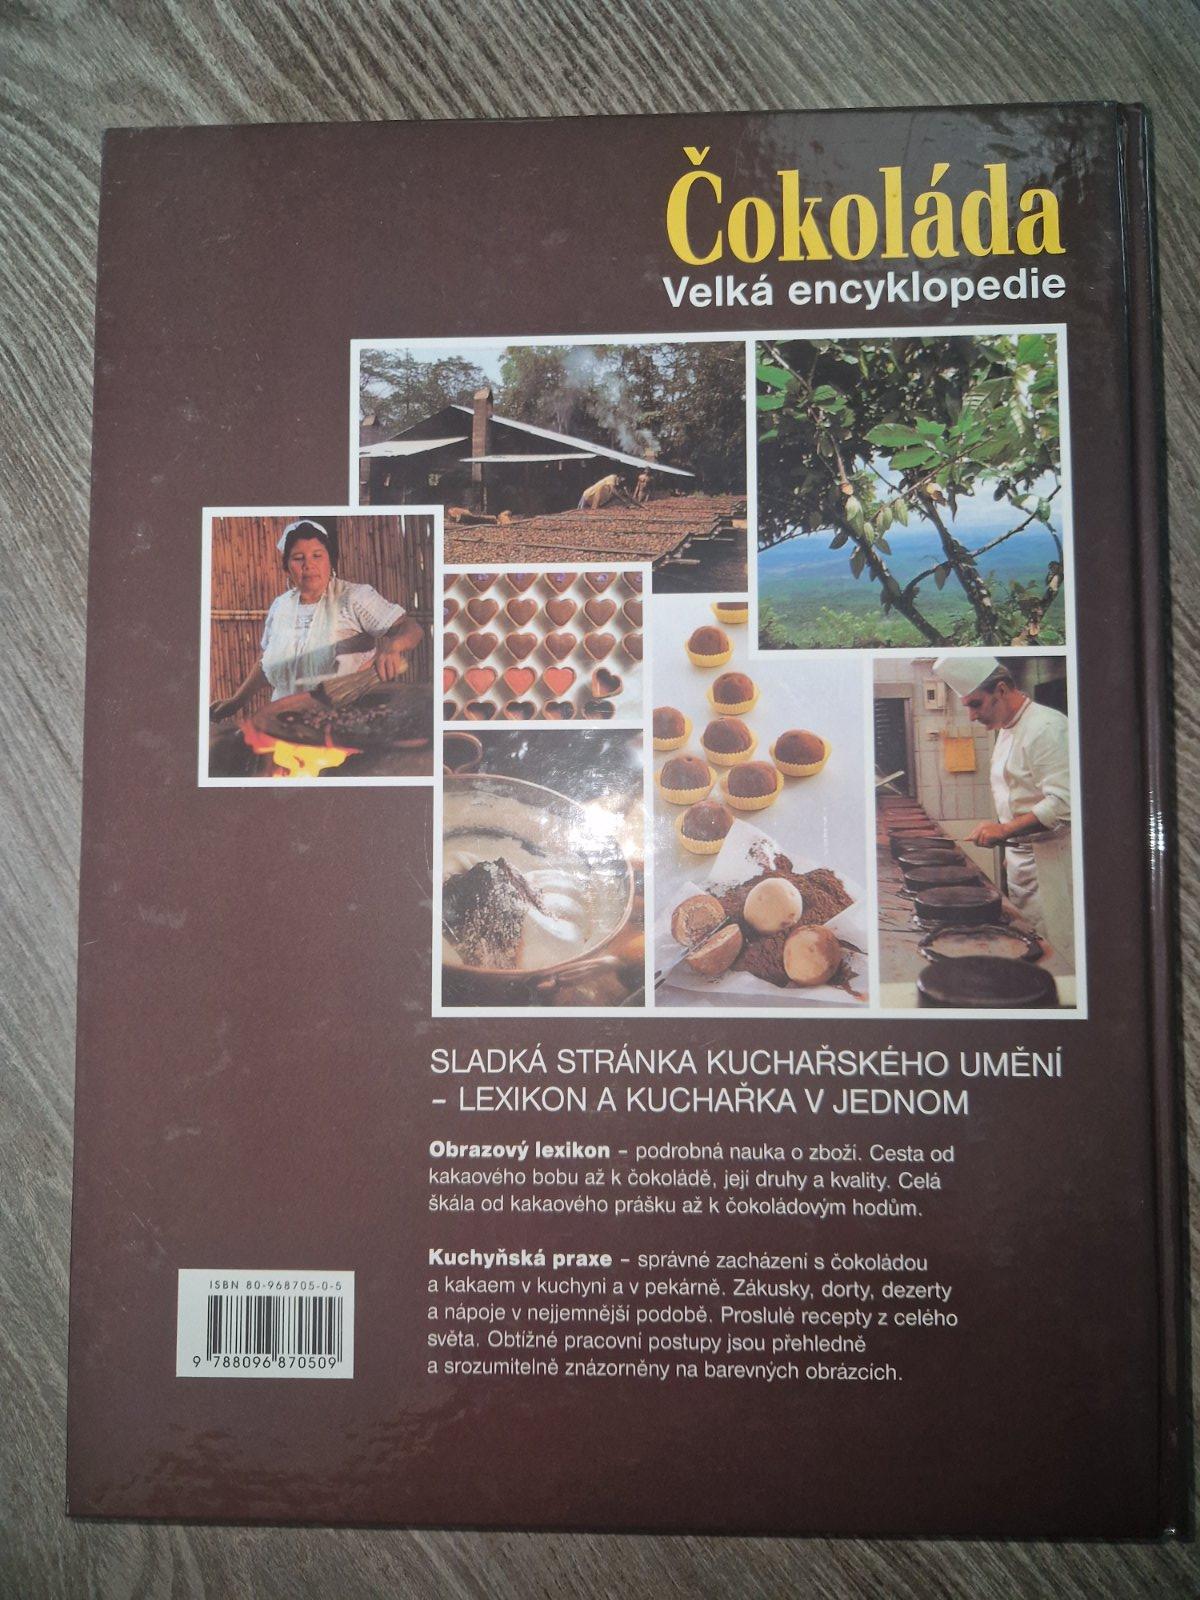 Čokoláda
Velká encyklopedie
SLADKÁ STRÁNKA KUCHAŘSKÉHO UMĚNÍ
– LEXIKON A KUCHAŘKA V JEDNOM
Obrazový lexikon – podrobná nauka o zboží. Cesta od
kakaového bobu až k čokoládě, její druhy a kvality. Celá
škála od kakaového prášku až k čokoládovým hodům.
Kuchyňská praxe – správné zacházení s čokoládou
a kakaem v kuchyni a v pekárně. Zákusky, dorty, dezerty
a nápoje v nejjemnější podobě. Proslulé recepty z celého
světa. Obtížné pracovní postupy jsou přehledně
a srozumitelně znázorněny na barevných obrázcích.
ISBN 80-968705-0-5
9 788096 870509